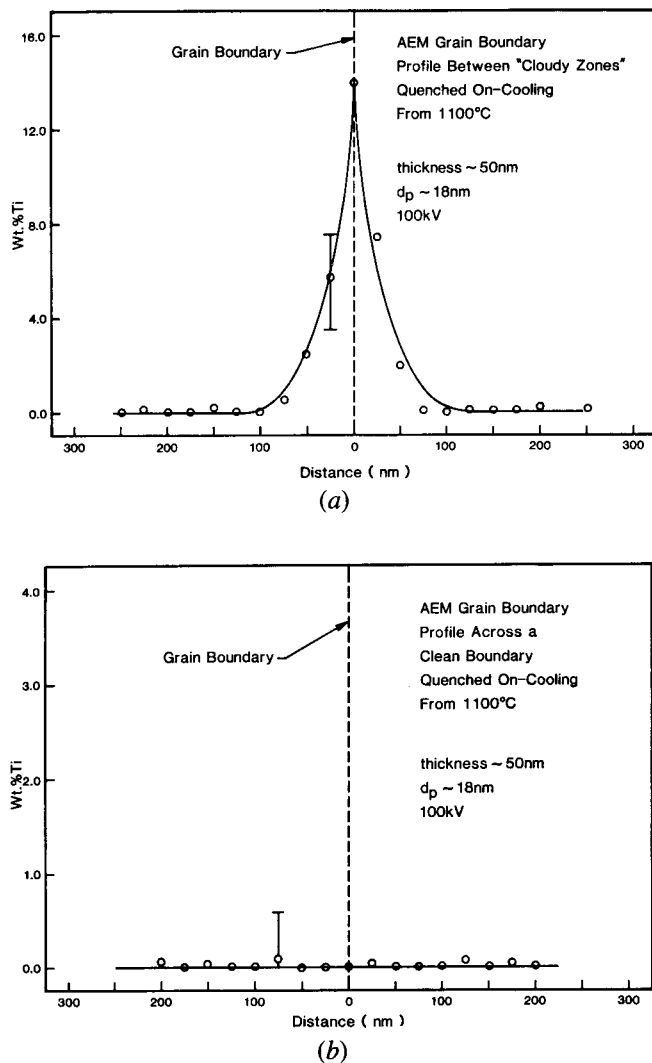 16.0
12.0
8.0
4.0
0.0
Wt.%Ti
Grain Boundary
AEM Grain Boundary
Profile Between "Cloudy Zones"
Quenched On-Cooling
From 1100°C
thickness ~ 50nm
dp ~ 18nm
100kV
300 200 100 0 100 200 300
Distance ( nm )
(a)
4.0
3.0
2.0
1.0
0.0
Wt.%Ti
Grain Boundary
AEM Grain Boundary
Profile Across a
Clean Boundary
Quenched On-Cooling
From 1100°C
thickness ~ 50nm
dp ~ 18nm
100kV
300 200 100 0 100 200 300
Distance ( nm )
(b)